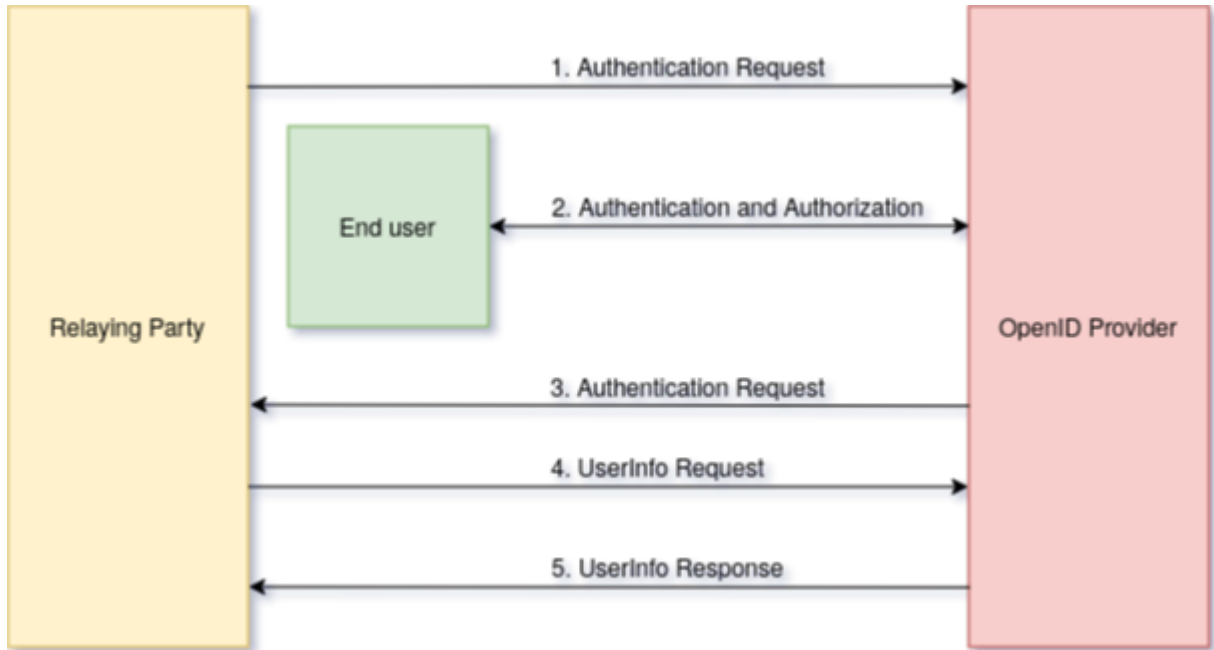 1. Authentication Request
End user
2. Authentication and Authorization
Relaying Party
OpenID Provider
3. Authentication Request
4. UserInfo Request
5. UserInfo Response